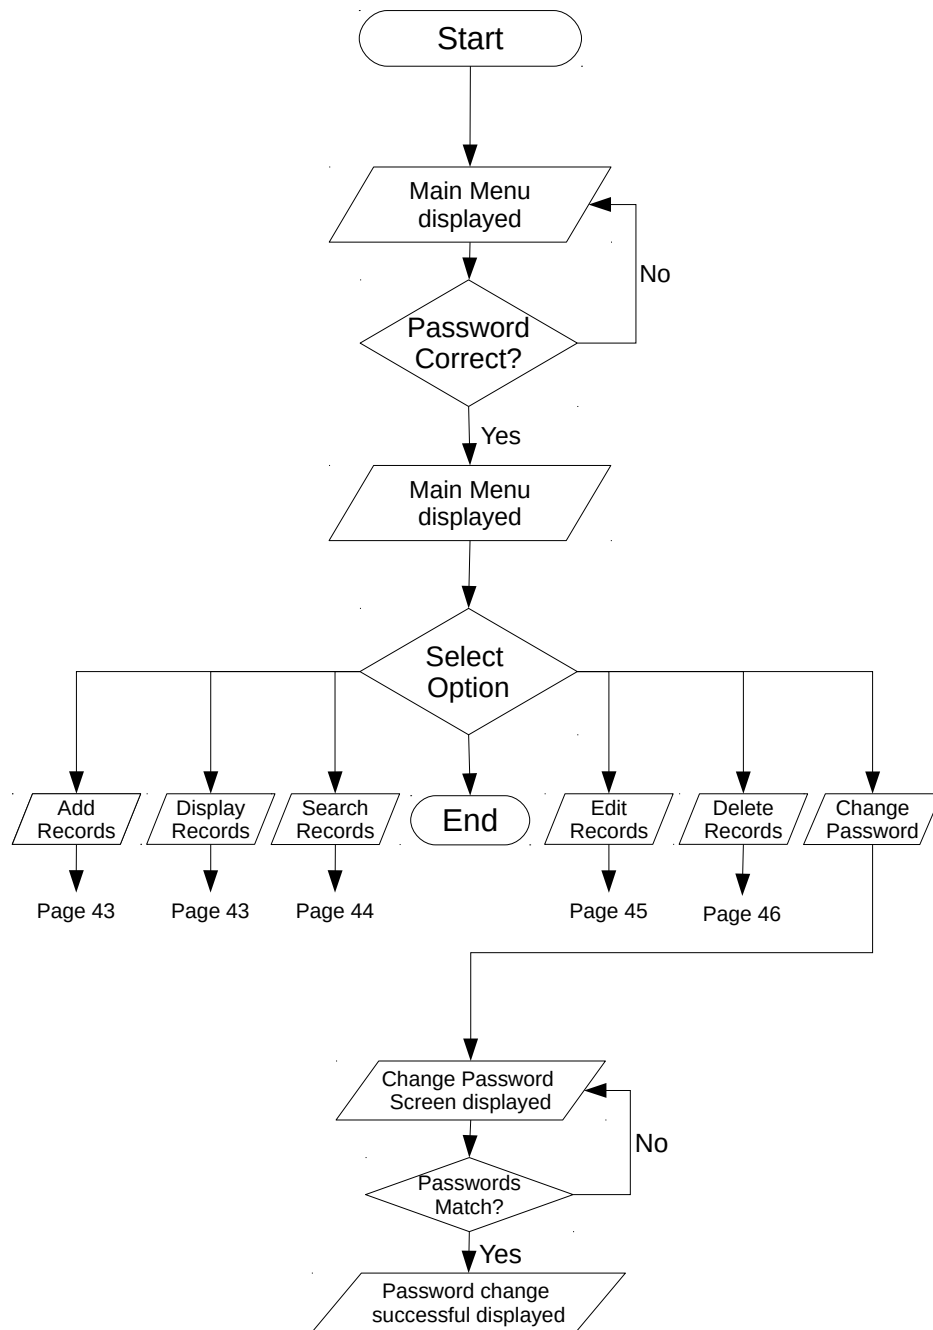 Start
Main Menu
displayed
No
Password
Correct?
Yes
Main Menu
displayed
Select
Option
Add
Records
Display
Records
Search
Records
End
Edit
Records
Delete
Records
Change
Password
Page 43
Page 43
Page 44
Page 45
Page 46
Change Password
Screen displayed
No
Passwords
Match?
Yes
Password change
successful displayed